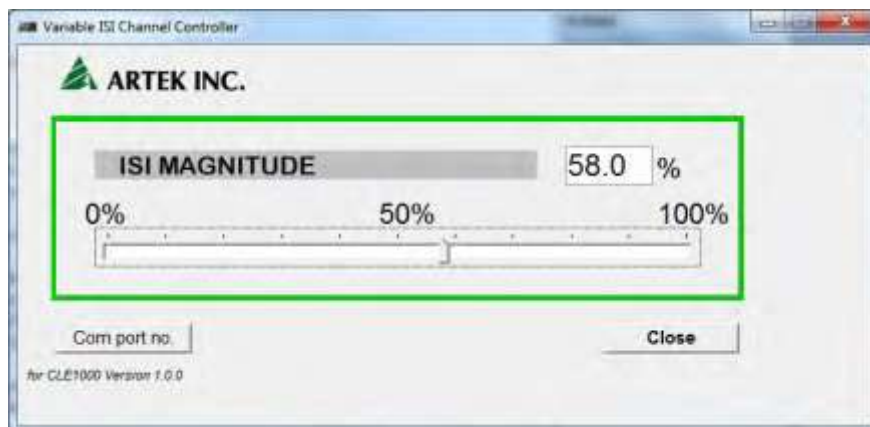 Variable ISI Channel Controller
ARTEK INC.
ISI MAGNITUDE 58.0 %
0% 50% 100%
Com port no. Close
for CLE1000 Version 1.0.0